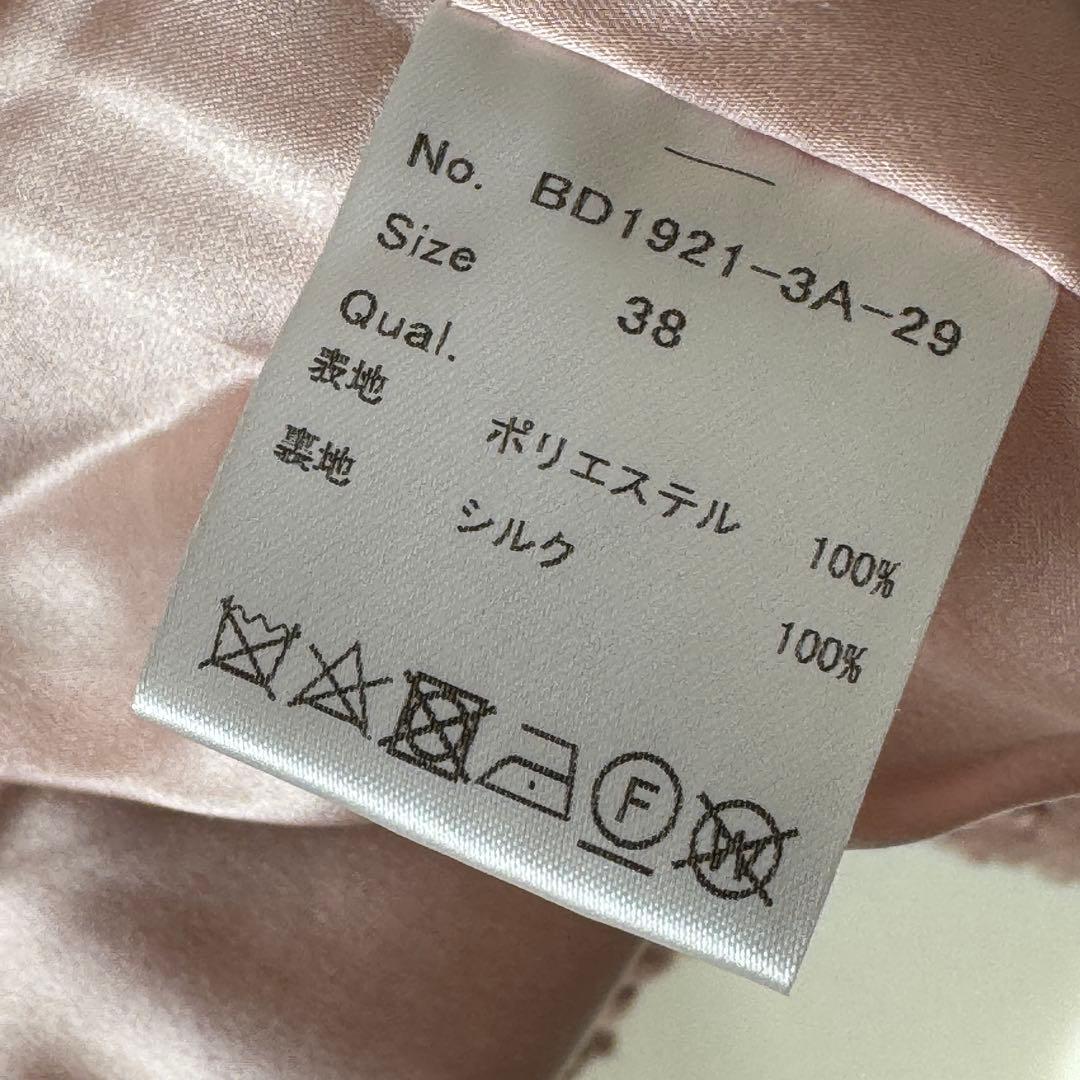 No. BD1921-3A-29
Size 38
Qual.
表地 ポリエステル 100%
裏地 シルク 100%
F
W